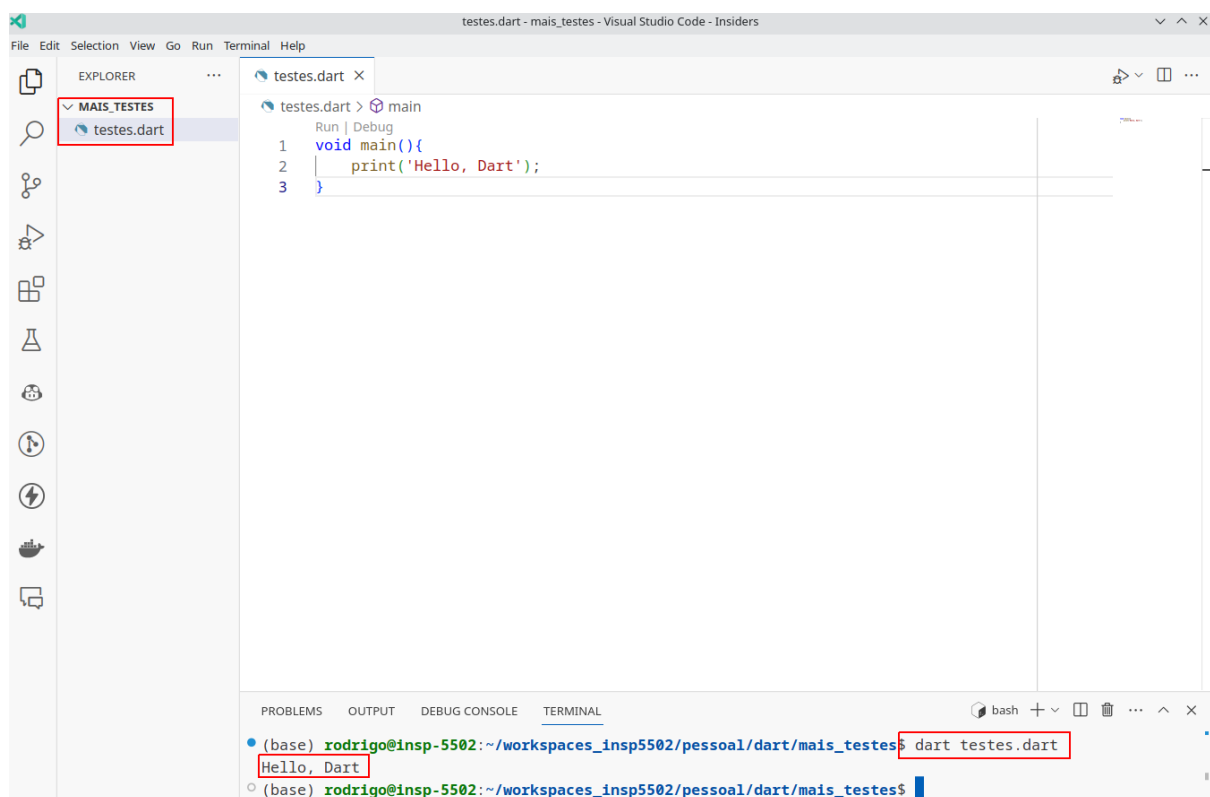 testes.dart - mais_testes - Visual Studio Code - Insiders
File Edit Selection View Go Run Terminal Help
EXPLORER ...
MAIS_TESTES
testes.dart
testes.dart
testes.dart > main
Run | Debug
1 void main(){
2 print('Hello, Dart');
3 }
PROBLEMS OUTPUT DEBUG CONSOLE TERMINAL
bash
(base) rodrigo@insp-5502:~/workspaces_insp5502/pessoal/dart/mais_testes$ dart testes.dart
Hello, Dart
(base) rodrigo@insp-5502:~/workspaces_insp5502/pessoal/dart/mais_testes$